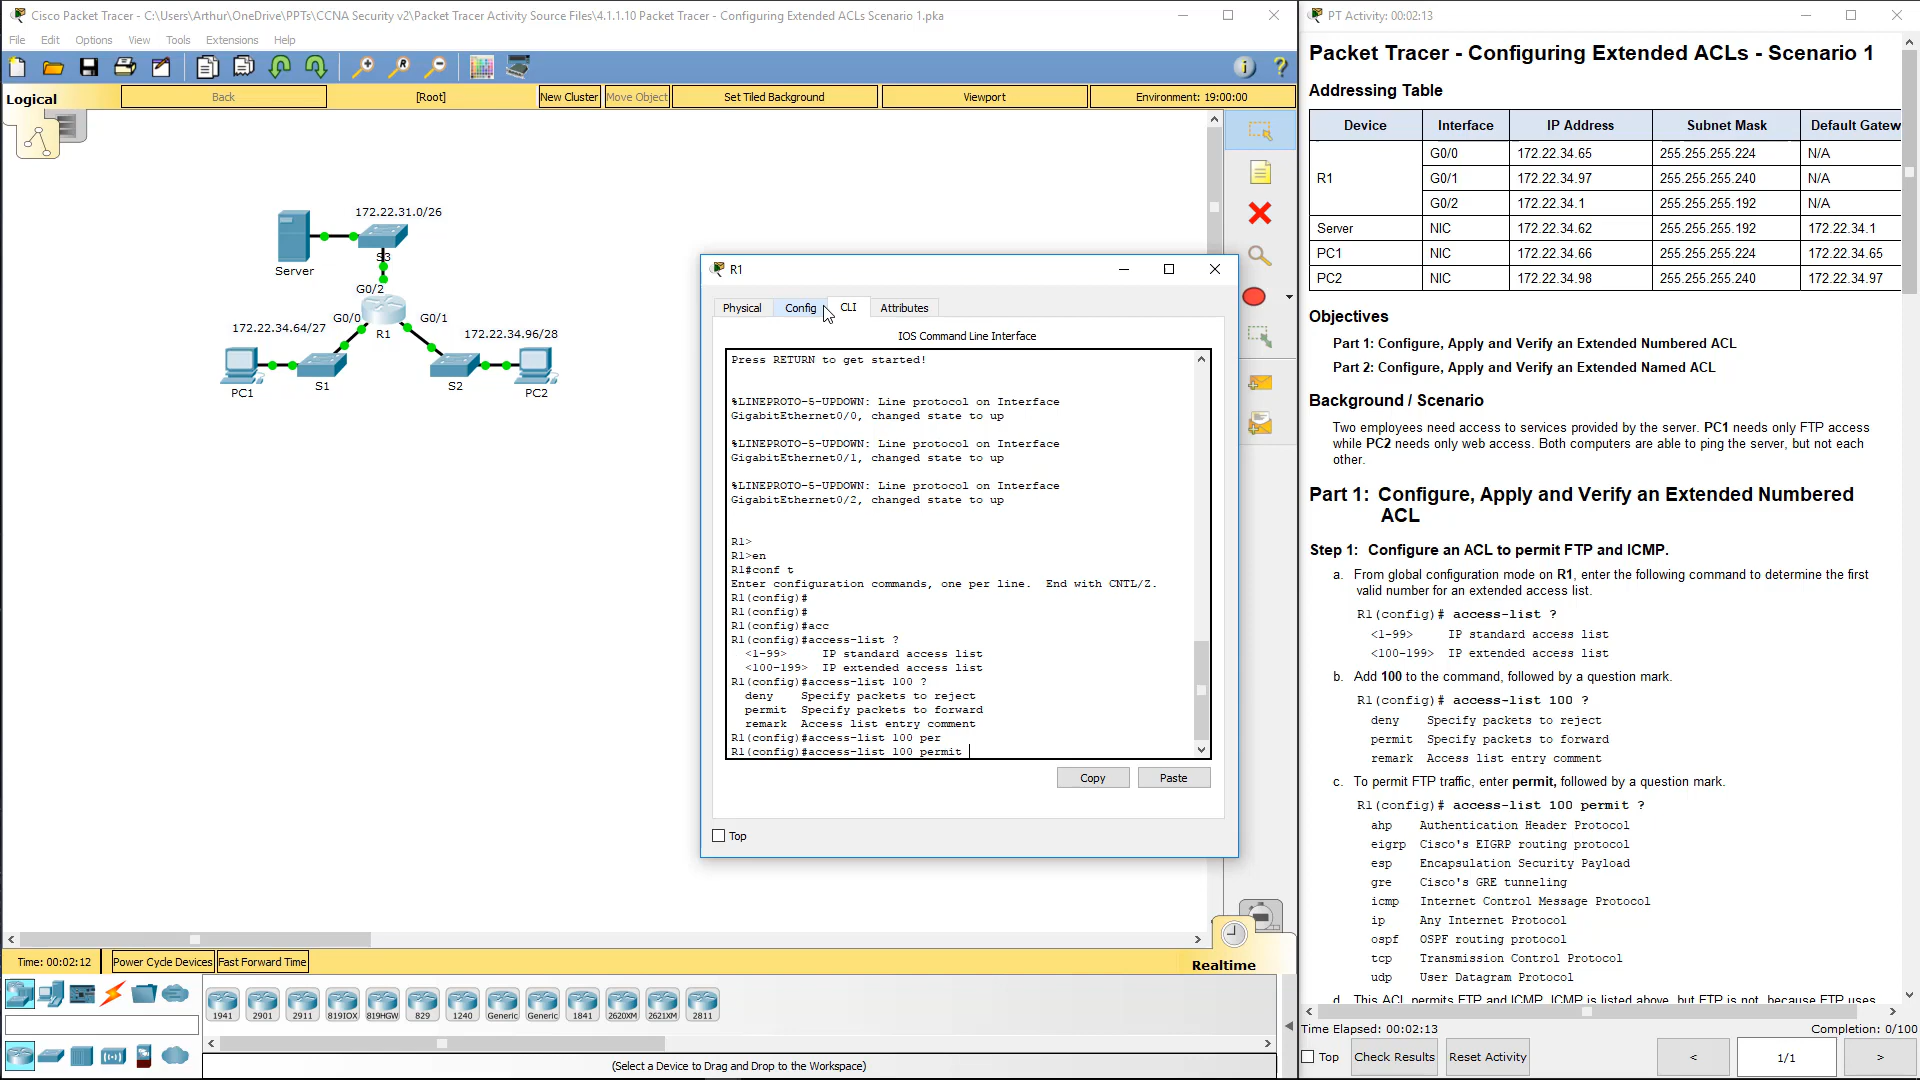 Cisco Packet Tracer - C:\Users\Arthur\OneDrive\PPTs\CCNA Security v2\Packet Tracer Activity Source Files\4.1.1.10 Packet Tracer - Configuring Extended ACLs Scenario 1.pka
File Edit Options View Tools Extensions Help
Logical
Back
[Root]
New Cluster
Move Object
Set Tiled Background
Viewport
Environment: 19:00:00
172.22.31.0/26
Server
S3
G0/2
172.22.34.64/27
G0/0
G0/1
172.22.34.96/28
R1
PC1
S1
S2
PC2
R1
Physical Config CLI Attributes
IOS Command Line Interface
Press RETURN to get started!
%LINEPROTO-5-UPDOWN: Line protocol on Interface
GigabitEthernet0/0, changed state to up
%LINEPROTO-5-UPDOWN: Line protocol on Interface
GigabitEthernet0/1, changed state to up
%LINEPROTO-5-UPDOWN: Line protocol on Interface
GigabitEthernet0/2, changed state to up
R1>
R1>en
R1#conf t
Enter configuration commands, one per line.  End with CNTL/Z.
R1(config)#
R1(config)#
R1(config)#acc
R1(config)#access-list ?
<1-99>     IP standard access list
<100-199>  IP extended access list
R1(config)#access-list 100 ?
deny    Specify packets to reject
permit  Specify packets to forward
remark  Access list entry comment
R1(config)#access-list 100 per
R1(config)#access-list 100 permit
Copy
Paste
Top
Time: 00:02:12
Power Cycle Devices
Fast Forward Time
Realtime
1941 2901 2911 819IOX 819HGW 829 1240 Generic Generic 1841 2620XM 2621XM 2811
(Select a Device to Drag and Drop to the Workspace)
PT Activity: 00:02:13
Packet Tracer - Configuring Extended ACLs - Scenario 1
Addressing Table
Device Interface IP Address Subnet Mask Default Gatew
R1 G0/0 172.22.34.65 255.255.255.224 N/A
G0/1 172.22.34.97 255.255.255.240 N/A
G0/2 172.22.34.1 255.255.255.192 N/A
Server NIC 172.22.34.62 255.255.255.192 172.22.34.1
PC1 NIC 172.22.34.66 255.255.255.224 172.22.34.65
PC2 NIC 172.22.34.98 255.255.255.240 172.22.34.97
Objectives
Part 1: Configure, Apply and Verify an Extended Numbered ACL
Part 2: Configure, Apply and Verify an Extended Named ACL
Background / Scenario
Two employees need access to services provided by the server. PC1 needs only FTP access
while PC2 needs only web access. Both computers are able to ping the server, but not each
other.
Part 1: Configure, Apply and Verify an Extended Numbered
ACL
Step 1: Configure an ACL to permit FTP and ICMP.
a. From global configuration mode on R1, enter the following command to determine the first
valid number for an extended access list.
R1(config)# access-list ?
<1-99>     IP standard access list
<100-199>  IP extended access list
b. Add 100 to the command, followed by a question mark.
R1(config)# access-list 100 ?
deny    Specify packets to reject
permit  Specify packets to forward
remark  Access list entry comment
c. To permit FTP traffic, enter permit, followed by a question mark.
R1(config)# access-list 100 permit ?
ahp    Authentication Header Protocol
eigrp  Cisco's EIGRP routing protocol
esp    Encapsulation Security Payload
gre    Cisco's GRE tunneling
icmp   Internet Control Message Protocol
ip     Any Internet Protocol
ospf   OSPF routing protocol
tcp    Transmission Control Protocol
udp    User Datagram Protocol
d. This ACL permits FTP and ICMP. ICMP is listed above, but FTP is not, because FTP uses
Time Elapsed: 00:02:13
Completion: 0/100
Top
Check Results
Reset Activity
<
1/1
>